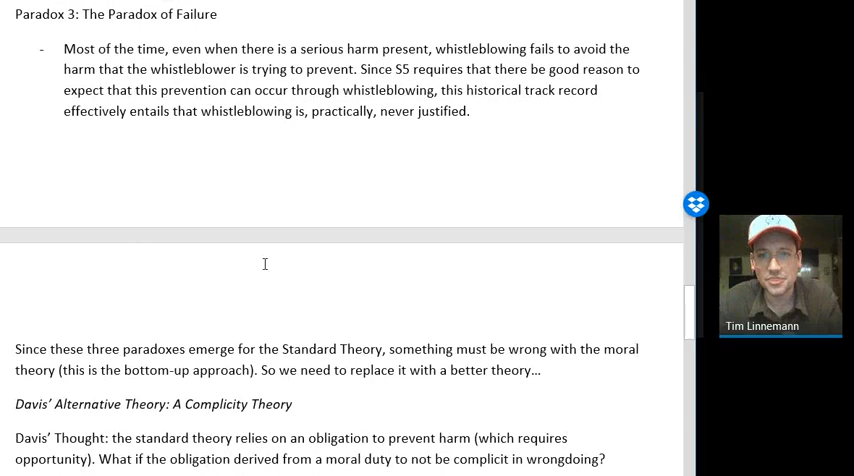 Paradox 3: The Paradox of Failure
- Most of the time, even when there is a serious harm present, whistleblowing fails to avoid the
harm that the whistleblower is trying to prevent. Since S5 requires that there be good reason to
expect that this prevention can occur through whistleblowing, this historical track record
effectively entails that whistleblowing is, practically, never justified.
Tim Linnemann
Since these three paradoxes emerge for the Standard Theory, something must be wrong with the moral
theory (this is the bottom-up approach). So we need to replace it with a better theory…
Davis’ Alternative Theory: A Complicity Theory
Davis’ Thought: the standard theory relies on an obligation to prevent harm (which requires
opportunity). What if the obligation derived from a moral duty to not be complicit in wrongdoing?